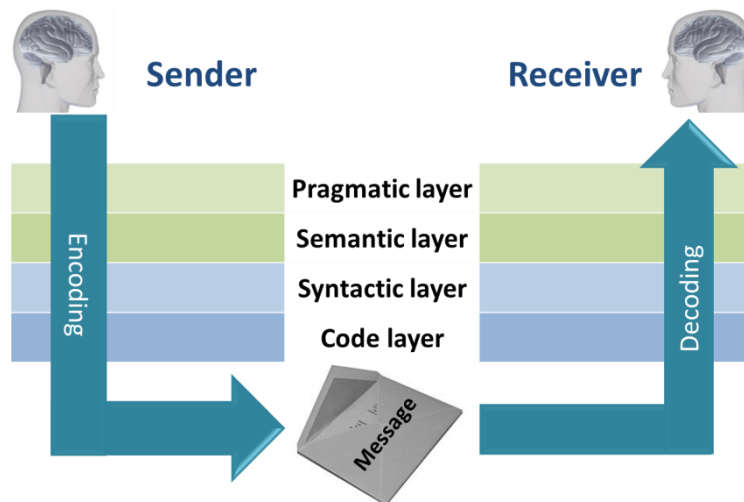 Sender
Receiver
Pragmatic layer
Semantic layer
Syntactic layer
Code layer
Encoding
Decoding
Message